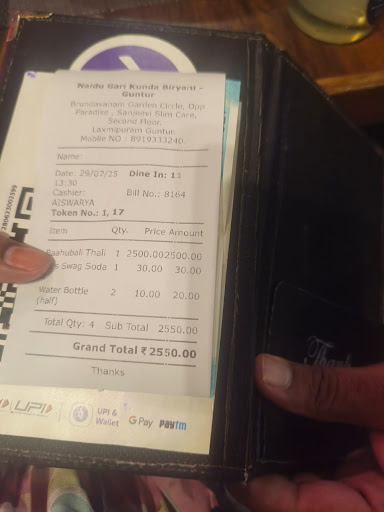 Naidu Gari Kunda Biryani -
Guntur
Brundavanam Garden Circle, Opp
Paradise , Sanjeevi Slim Care,
Second Floor,
Laxmipuram Guntur.
Mobile NO : 8919333240.
Name:
Date: 29/07/25 Dine In: 11
13:30
Cashier: Bill No.: 8164
AISWARYA
Token No.: 1, 17
Item Qty. Price Amount
Baahubali Thali 1 2500.00 2500.00
s Swag Soda 1 30.00 30.00
Water Bottle 2 10.00 20.00
(half)
Total Qty: 4 Sub Total 2550.00
Grand Total ₹2550.00
Thanks
UPI
UPI &
Wallet
G Pay
paytm
Thank